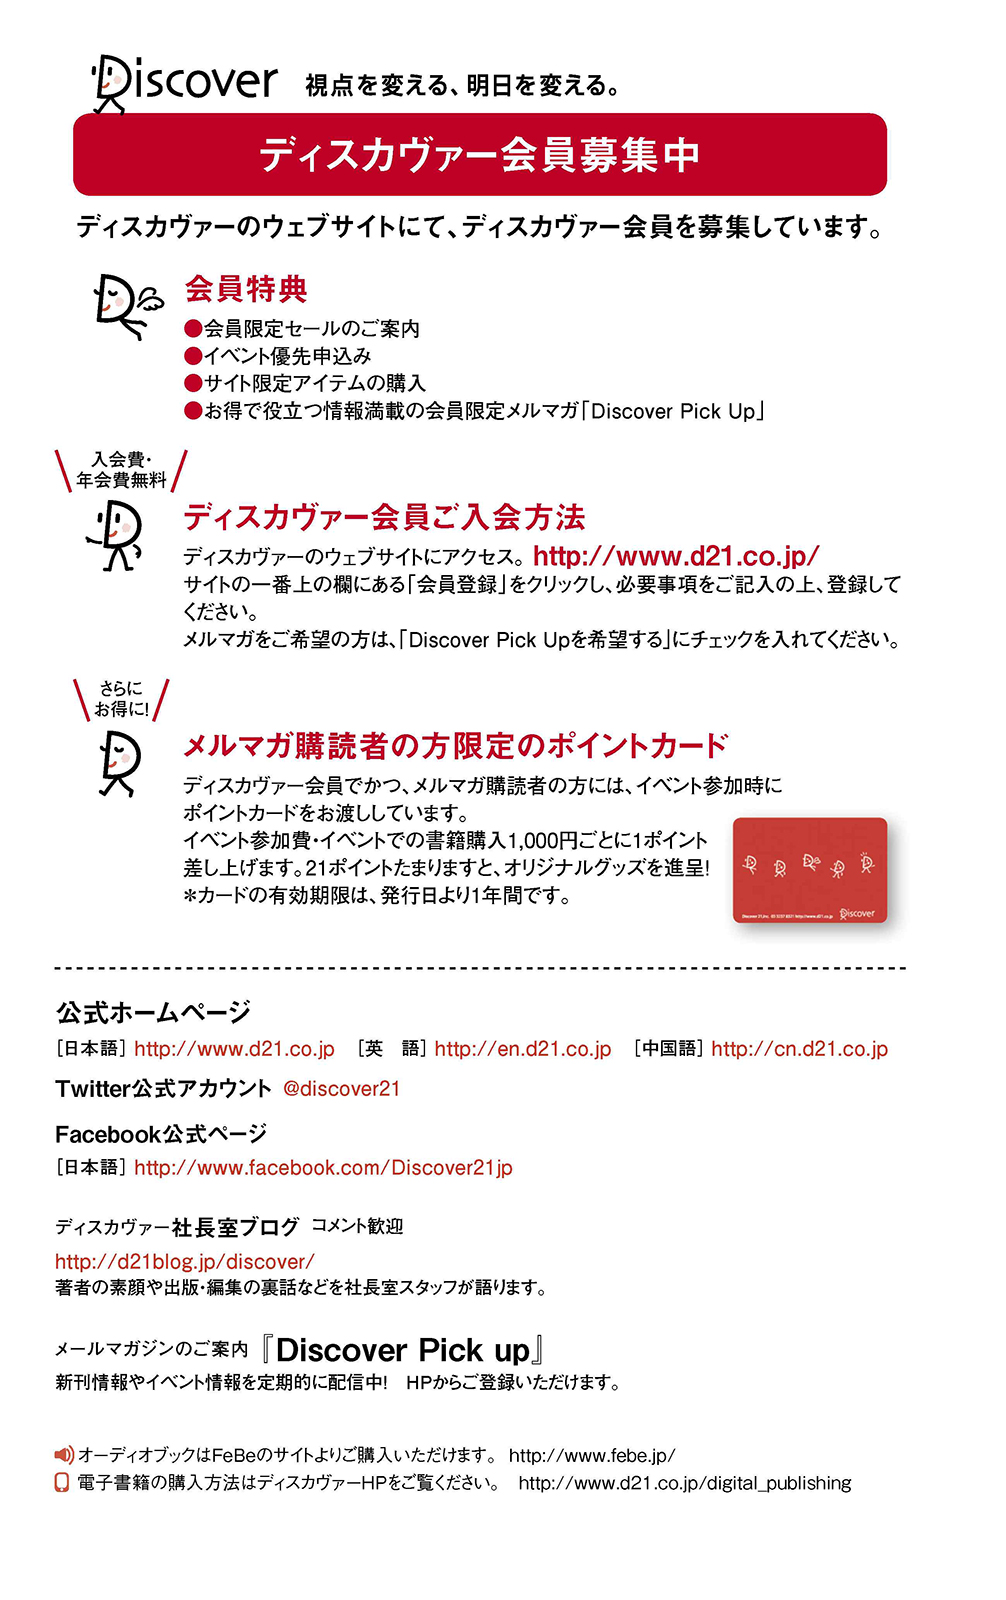 Discover 視点を変える、明日を変える。
ディスカヴァー会員募集中
ディスカヴァーのウェブサイトにて、ディスカヴァー会員を募集しています。
会員特典
●会員限定セールのご案内
●イベント優先申込み
●サイト限定アイテムの購入
●お得で役立つ情報満載の会員限定メルマガ「Discover Pick Up」
入会費・
年会費無料
ディスカヴァー会員ご入会方法
ディスカヴァーのウェブサイトにアクセス。 http://www.d21.co.jp/
サイトの一番上の欄にある「会員登録」をクリックし、必要事項をご記入の上、登録して
ください。
メルマガをご希望の方は、「Discover Pick Upを希望する」にチェックを入れてください。
さらに
お得に!
メルマガ購読者の方限定のポイントカード
ディスカヴァー会員でかつ、メルマガ購読者の方には、イベント参加時に
ポイントカードをお渡ししています。
イベント参加費・イベントでの書籍購入1,000円ごとに1ポイント
差し上げます。21ポイントたまりますと、オリジナルグッズを進呈!
＊カードの有効期限は、発行日より1年間です。
Discover
公式ホームページ
［日本語］ http://www.d21.co.jp ［英　語］ http://en.d21.co.jp ［中国語］ http://cn.d21.co.jp
Twitter公式アカウント @discover21
Facebook公式ページ
［日本語］ http://www.facebook.com/Discover21jp
ディスカヴァー社長室ブログ コメント歓迎
http://d21blog.jp/discover/
著者の素顔や出版・編集の裏話などを社長室スタッフが語ります。
メールマガジンのご案内 『Discover Pick up』
新刊情報やイベント情報を定期的に配信中!　HPからご登録いただけます。
オーディオブックはFeBeのサイトよりご購入いただけます。 http://www.febe.jp/
電子書籍の購入方法はディスカヴァーHPをご覧ください。 http://www.d21.co.jp/digital_publishing